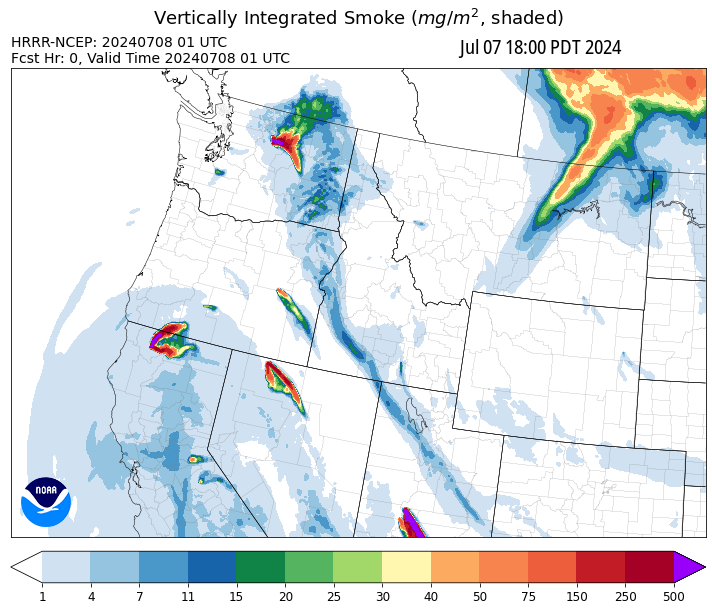 Vertically Integrated Smoke (mg/m², shaded)
HRRR-NCEP: 20240708 01 UTC
Fcst Hr: 0, Valid Time 20240708 01 UTC
Jul 07 18:00 PDT 2024
NOAA
1 4 7 11 15 20 25 30 40 50 75 150 250 500